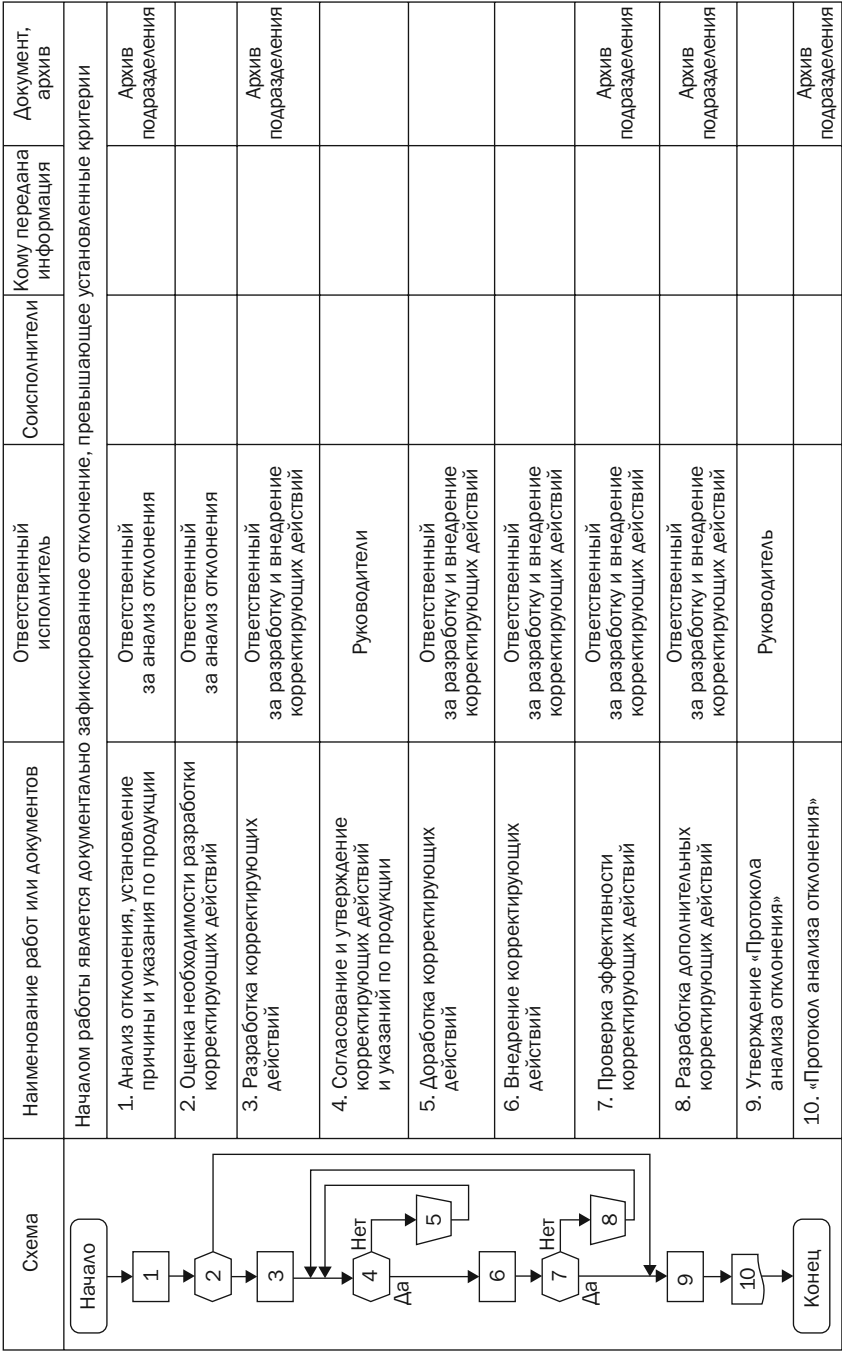 Схема
Наименование работ или документов
Ответственный
исполнитель
Соисполнители
Кому передана
информация
Документ,
архив
Началом работы является документально зафиксированное отклонение, превышающее установленные критерии
Начало
1
1. Анализ отклонения, установление
причины и указания по продукции
Ответственный
за анализ отклонения
Архив
подразделения
2
2. Оценка необходимости разработки
корректирующих действий
Ответственный
за анализ отклонения
3
3. Разработка корректирующих
действий
Ответственный
за разработку и внедрение
корректирующих действий
Архив
подразделения
4
Нет
Да
4. Согласование и утверждение
корректирующих действий
и указаний по продукции
Руководители
5
5. Доработка корректирующих
действий
Ответственный
за разработку и внедрение
корректирующих действий
6
6. Внедрение корректирующих
действий
Ответственный
за разработку и внедрение
корректирующих действий
7
Нет
Да
7. Проверка эффективности
корректирующих действий
Ответственный
за разработку и внедрение
корректирующих действий
Архив
подразделения
8
8. Разработка дополнительных
корректирующих действий
Ответственный
за разработку и внедрение
корректирующих действий
Архив
подразделения
9
9. Утверждение «Протокола
анализа отклонения»
Руководитель
10
10. «Протокол анализа отклонения»
Архив
подразделения
Конец